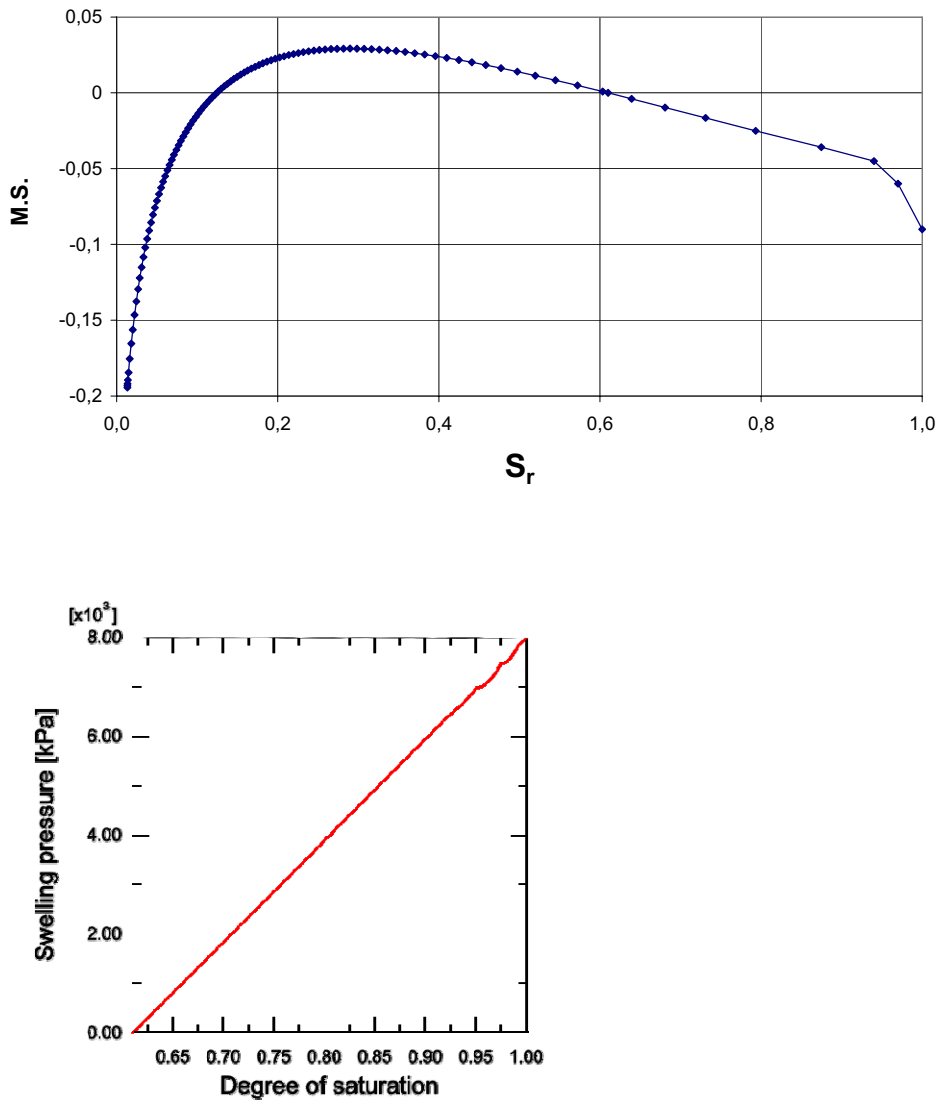 0,05
0
-0,05
-0,1
-0,15
-0,2
M.S.
0,0 0,2 0,4 0,6 0,8 1,0
Sr
[x10³]
8.00
6.00
4.00
2.00
0.00
Swelling pressure [kPa]
0.65 0.70 0.75 0.80 0.85 0.90 0.95 1.00
Degree of saturation